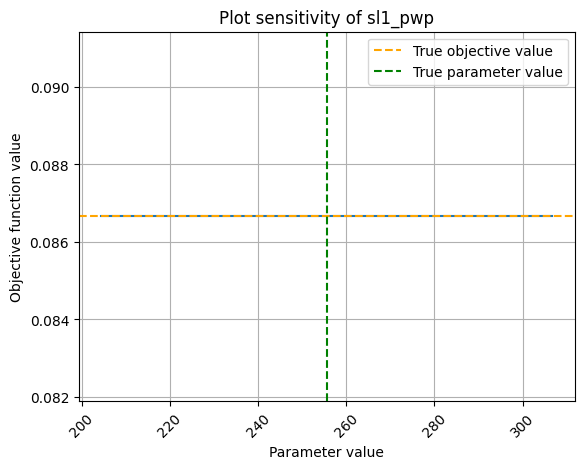 Plot sensitivity of sl1_pwp
True objective value
True parameter value
Objective function value
0.090
0.088
0.086
0.084
0.082
200
220
240
260
280
300
Parameter value